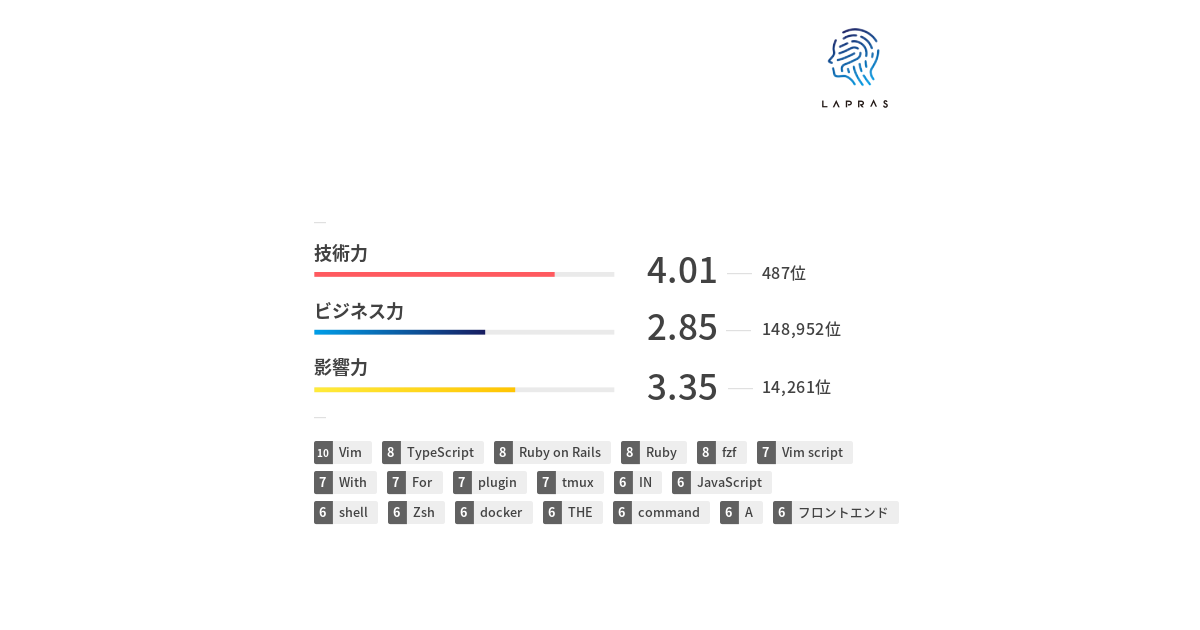 LAPRAS
技術力 4.01 487位
ビジネス力 2.85 148,952位
影響力 3.35 14,261位
10 Vim 8 TypeScript 8 Ruby on Rails 8 Ruby 8 fzf 7 Vim script
7 With 7 For 7 plugin 7 tmux 6 IN 6 JavaScript
6 shell 6 Zsh 6 docker 6 THE 6 command 6 A 6 フロントエンド